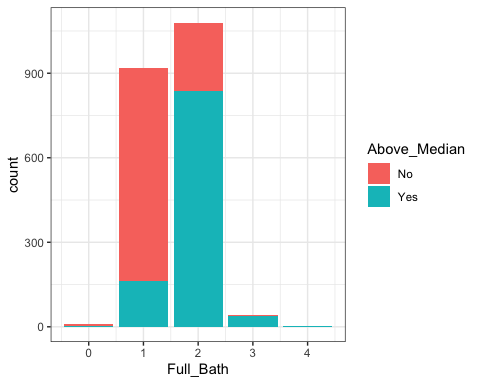 count
900
600
300
0
0 1 2 3 4
Full_Bath
Above_Median
No
Yes